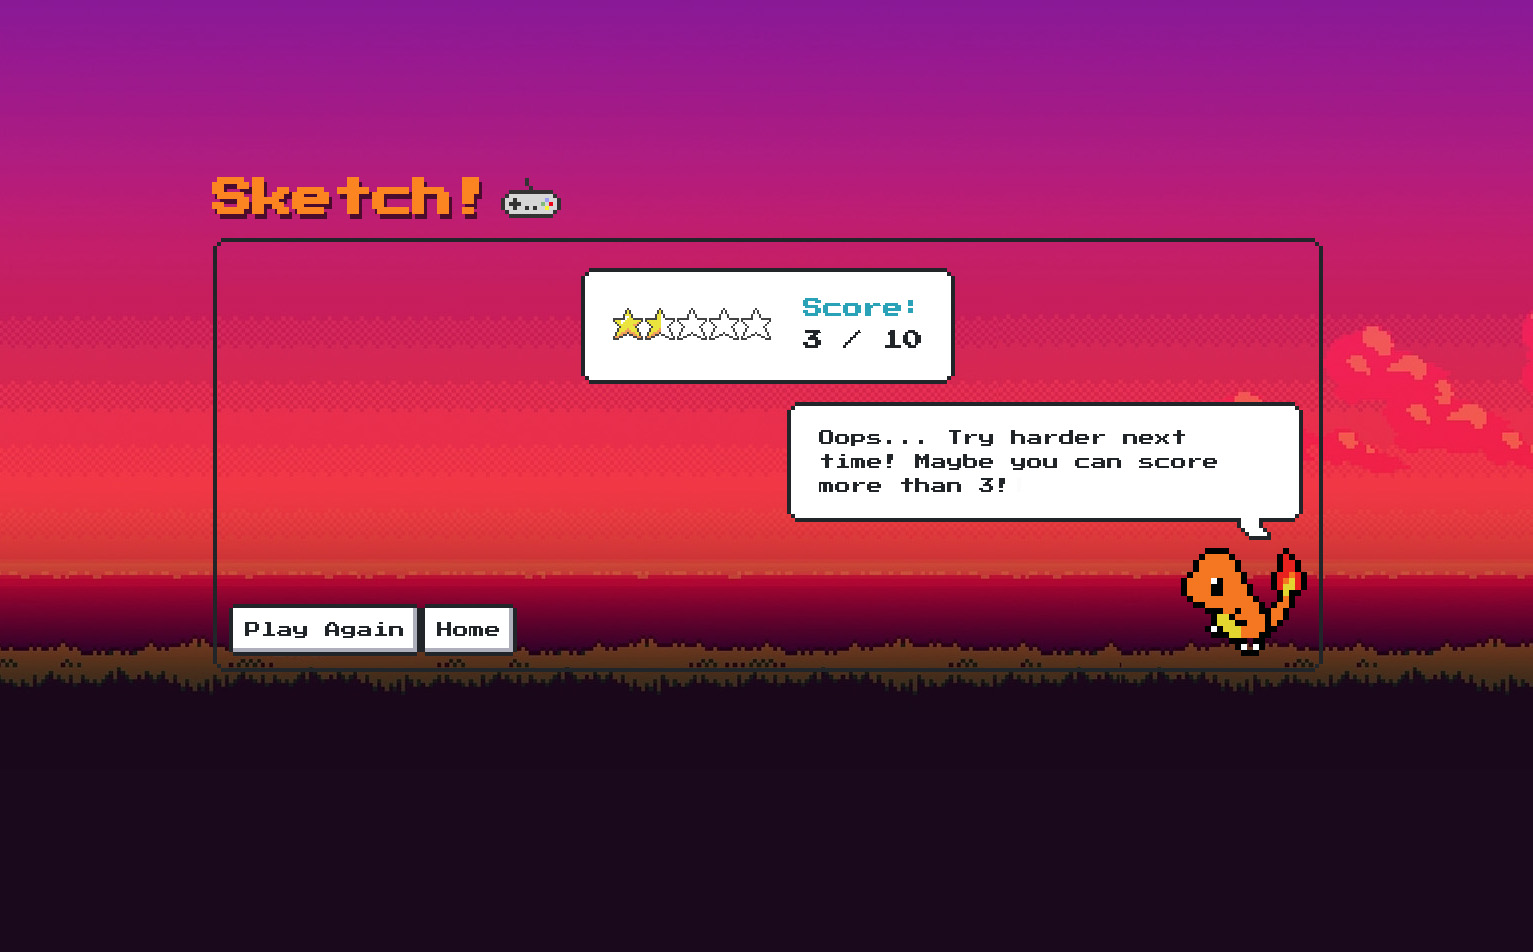 Sketch!
Score:
3 / 10
Oops... Try harder next
time! Maybe you can score
more than 3!
Play Again
Home